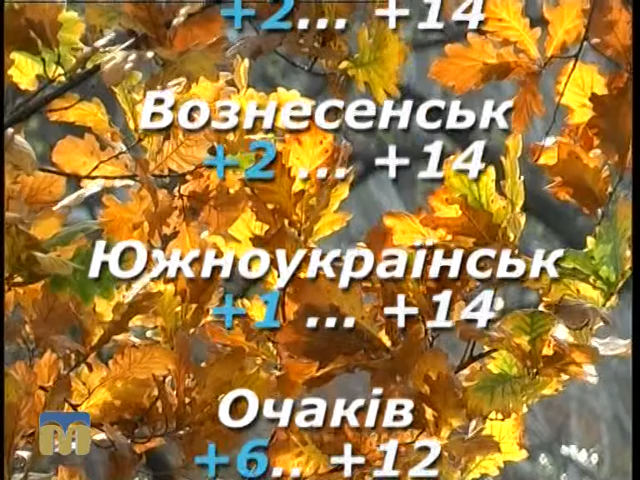 +2... +14
Вознесенськ
+2 ... +14
Южноукраїнськ
+1 ... +14
Очаків
+6... +12
m